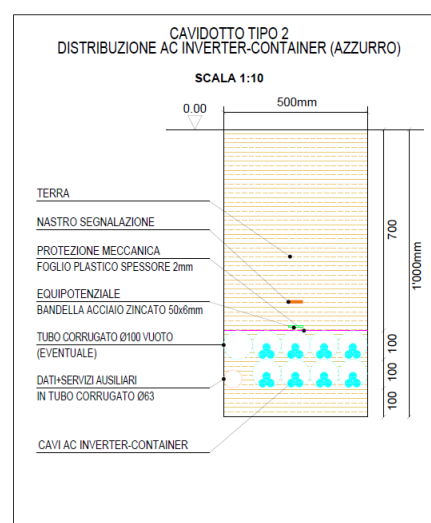 CAVIDOTTO TIPO 2
DISTRIBUZIONE AC INVERTER-CONTAINER (AZZURRO)
SCALA 1:10
0.00
500mm
TERRA
NASTRO SEGNALAZIONE
PROTEZIONE MECCANICA
FOGLIO PLASTICO SPESSORE 2mm
EQUIPOTENZIALE
BANDELLA ACCIAIO ZINCATO 50x6mm
TUBO CORRUGATO Ø100 VUOTO
(EVENTUALE)
DATI+SERVIZI AUSILIARI
IN TUBO CORRUGATO Ø63
CAVI AC INVERTER-CONTAINER
700
100
100
100
1'000mm